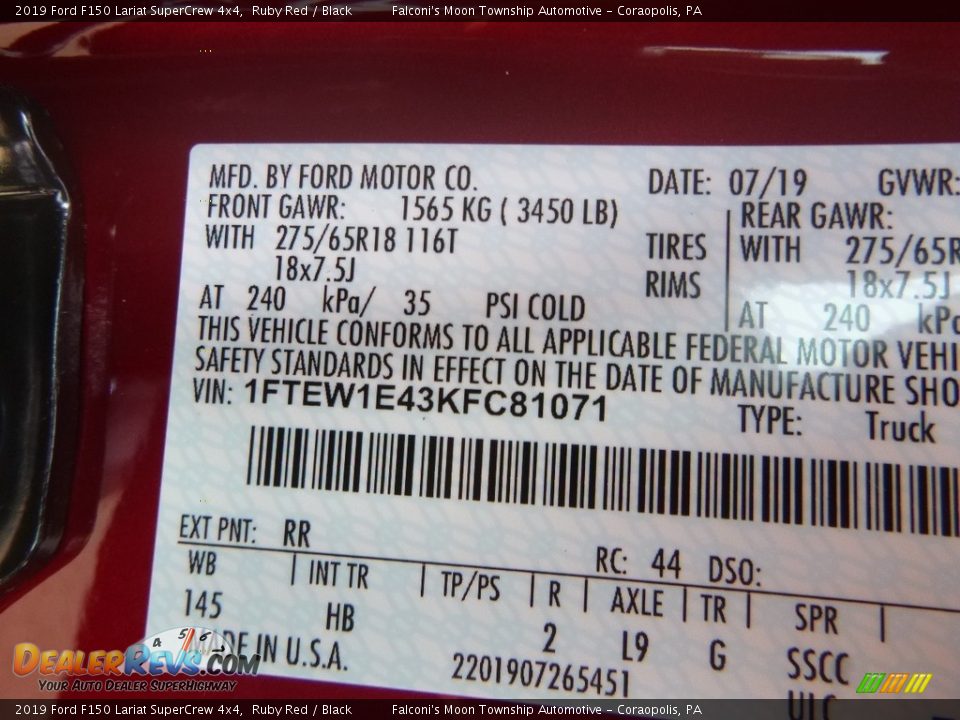 2019 Ford F150 Lariat SuperCrew 4x4,  Ruby Red / Black    Falconi's Moon Township Automotive - Coraopolis, PA
MFD. BY FORD MOTOR CO.    DATE: 07/19    GVWR:
FRONT GAWR:    1565 KG ( 3450 LB)    REAR GAWR:
WITH 275/65R18 116T    TIRES    WITH 275/65R
18x7.5J    RIMS    18x7.5J
AT 240 kPa/ 35 PSI COLD    AT 240 kPa
THIS VEHICLE CONFORMS TO ALL APPLICABLE FEDERAL MOTOR VEHI
SAFETY STANDARDS IN EFFECT ON THE DATE OF MANUFACTURE SHO
VIN: 1FTEW1E43KFC81071
TYPE: Truck
EXT PNT: RR    RC: 44 DSO:
WB | INT TR | TP/PS | R | AXLE | TR | SPR |
145 HB 2 L9 G SSCC
MADE IN U.S.A.    2201907265451
DEALERREVS.COM
YOUR AUTO DEALER SUPERHIGHWAY
2019 Ford F150 Lariat SuperCrew 4x4,  Ruby Red / Black    Falconi's Moon Township Automotive - Coraopolis, PA